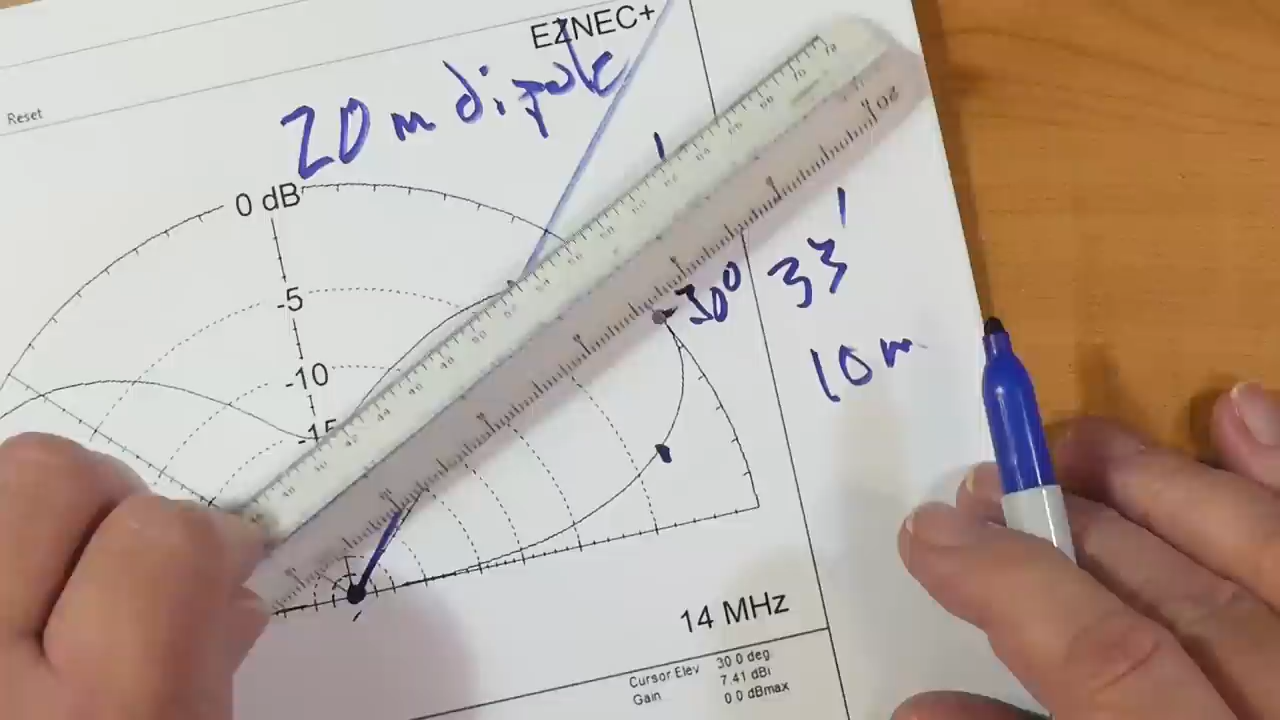 EZNEC+
Reset
20 m dipole
0 dB
-5
-10
-15
30°
33'
10 m
14 MHz
Cursor Elev 30.0 deg.
Gain 7.41 dBi
0.0 dBmax